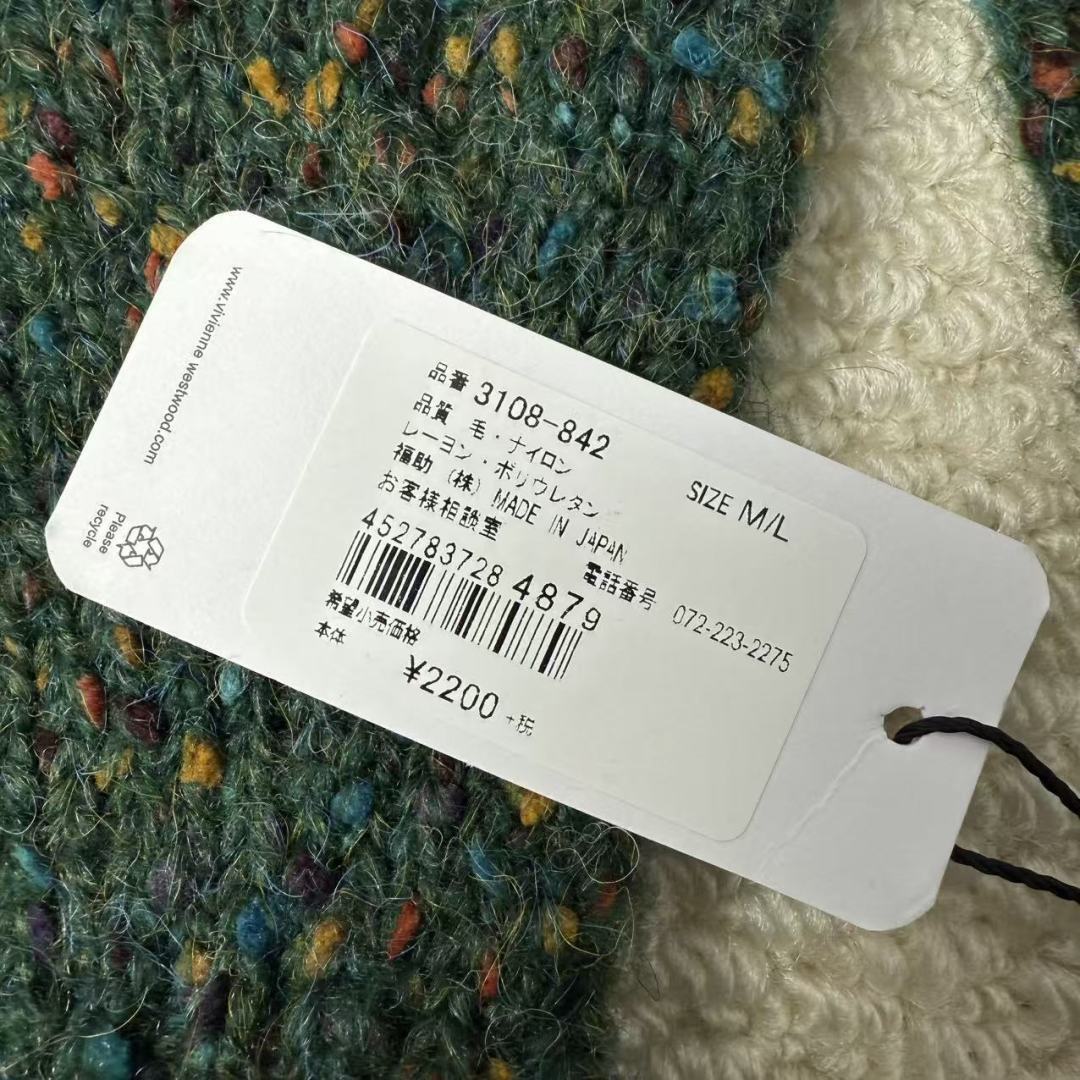 www.vivienne westwood.com
Please
recycle
品番 3108-842
SIZE M/L
品質 毛・ナイロン
レーヨン・ポリウレタン
福助(株) MADE IN JAPAN
お客様相談室
電話番号 072-223-2275
452783728 4879
希望小売価格
本体 ¥2200 +税